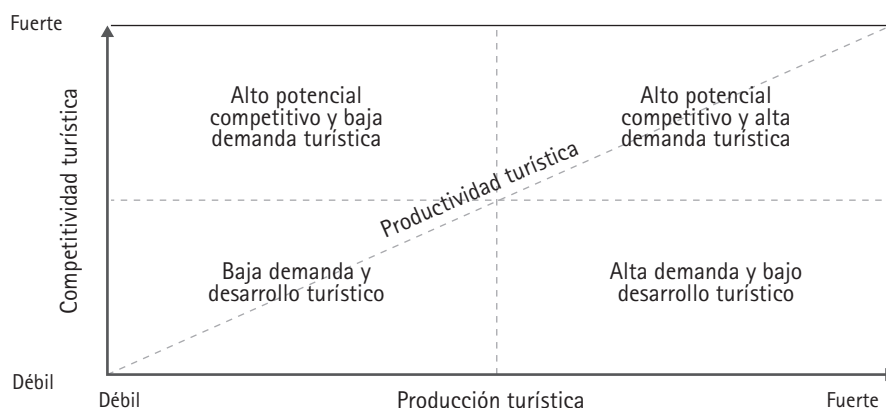 Fuerte
Alto potencial
competitivo y baja
demanda turística
Alto potencial
competitivo y alta
demanda turística
Competitividad turística
Productividad turística
Baja demanda y
desarrollo turístico
Alta demanda y bajo
desarrollo turístico
Débil
Débil
Producción turística
Fuerte